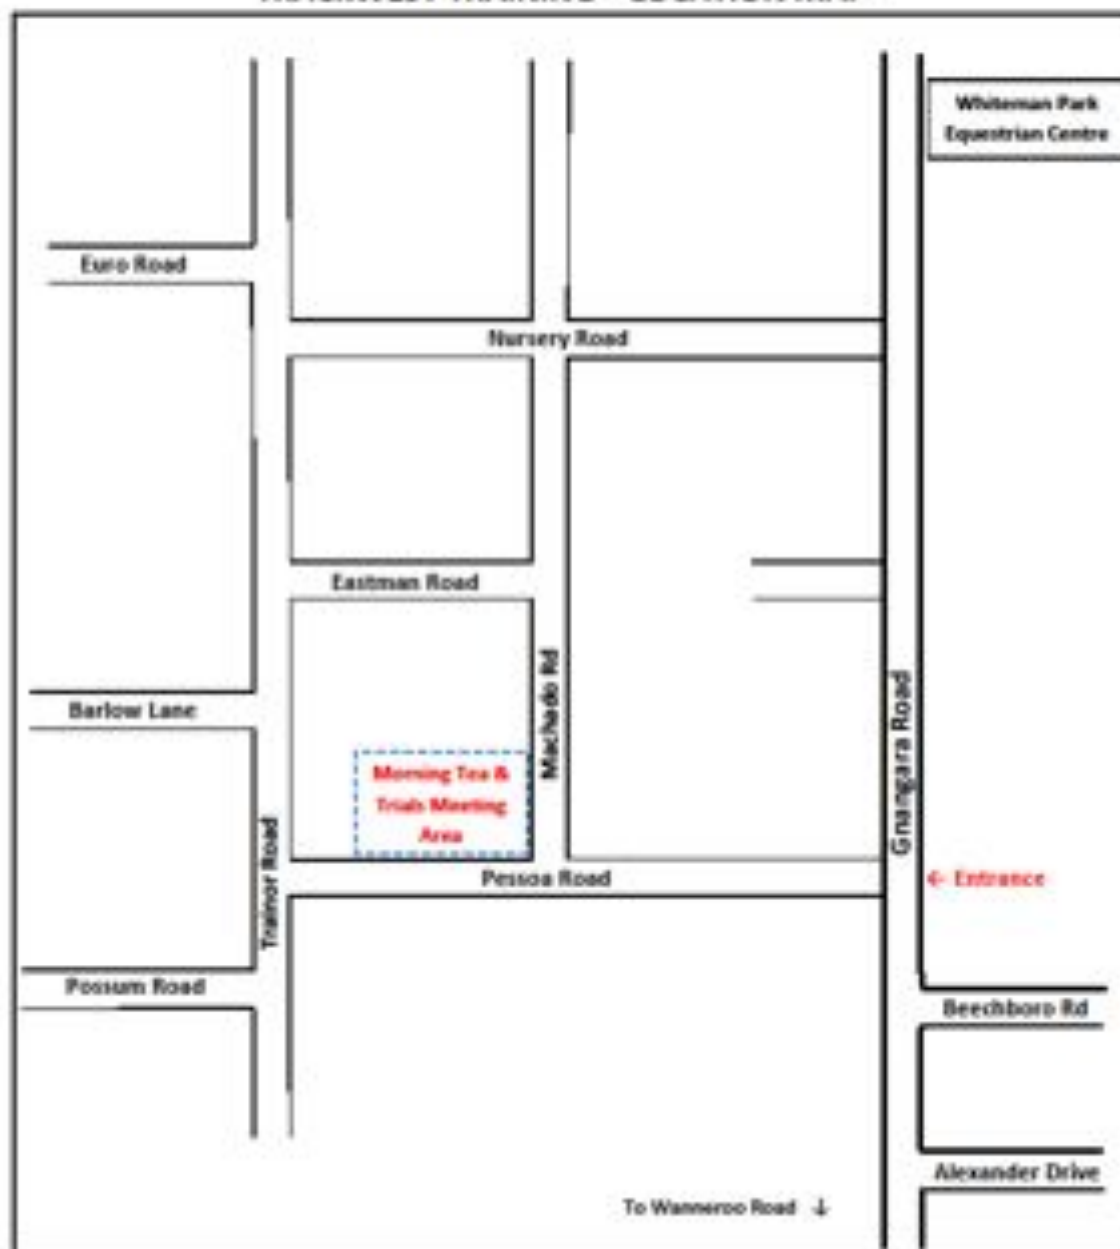 Whiteman Park
Equestrian Centre
Euro Road
Nursery Road
Eastman Road
Machado Rd
Barlow Lane
Gnangara Road
Morning Tea &
Trials Meeting
Area
Trainor Road
Pessoa Road
← Entrance
Possum Road
Beechboro Rd
Alexander Drive
To Wanneroo Road ↓